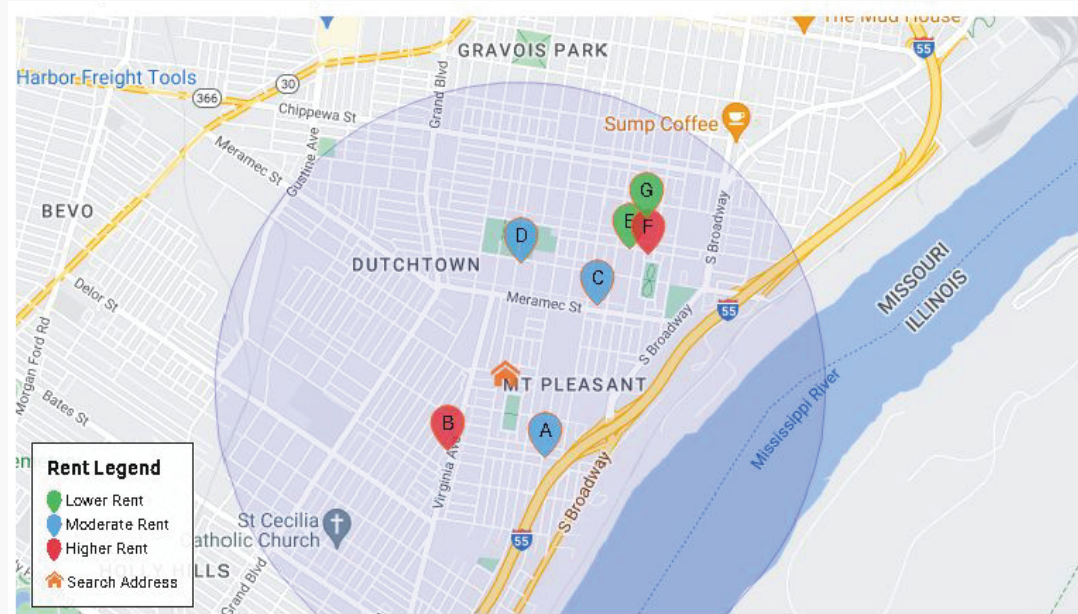 The Mud House
GRAVOIS PARK
55
Harbor Freight Tools
30
366
Grand Blvd
Chippewa St
Sump Coffee
Meramec St
Gustine Ave
G
BEVO
E
F
D
S Broadway
DUTCHTOWN
C
MISSOURI
ILLINOIS
Delor St
Meramec St
55
S Broadway
Morgan Ford Rd
MT PLEASANT
Bates St
Mississippi River
B
A
Virginia Ave
S Broadway
Rent Legend
Lower Rent
Moderate Rent
Higher Rent
Search Address
St Cecilia
Catholic Church
55
HOLLY HILLS
Grand Blvd